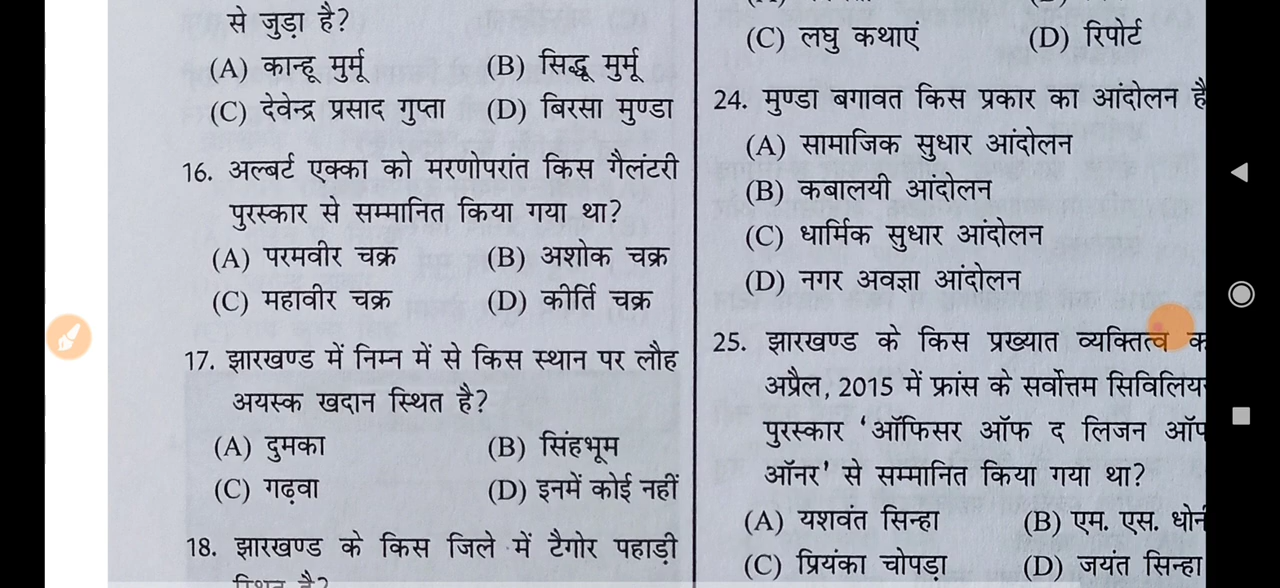 से जुड़ा है?
(A) कान्हू मुर्मू (B) सिद्धू मुर्मू
(C) देवेन्द्र प्रसाद गुप्ता (D) बिरसा मुण्डा
16. अल्बर्ट एक्का को मरणोपरांत किस गैलंटरी
पुरस्कार से सम्मानित किया गया था?
(A) परमवीर चक्र (B) अशोक चक्र
(C) महावीर चक्र (D) कीर्ति चक्र
17. झारखण्ड में निम्न में से किस स्थान पर लौह
अयस्क खदान स्थित है?
(A) दुमका (B) सिंहभूम
(C) गढ़वा (D) इनमें कोई नहीं
18. झारखण्ड के किस जिले में टैगोर पहाड़ी
(C) लघु कथाएं (D) रिपोर्ट
24. मुण्डा बगावत किस प्रकार का आंदोलन है
(A) सामाजिक सुधार आंदोलन
(B) कबालयी आंदोलन
(C) धार्मिक सुधार आंदोलन
(D) नगर अवज्ञा आंदोलन
25. झारखण्ड के किस प्रख्यात व्यक्तित्व
अप्रैल, 2015 में फ्रांस के सर्वोत्तम
पुरस्कार ‘ऑफिसर ऑफ द लिजन
ऑनर’ से सम्मानित किया गया था?
(A) यशवंत सिन्हा (B) एम. एस.
(C) प्रियंका चोपड़ा (D) जयंत सिन्हा